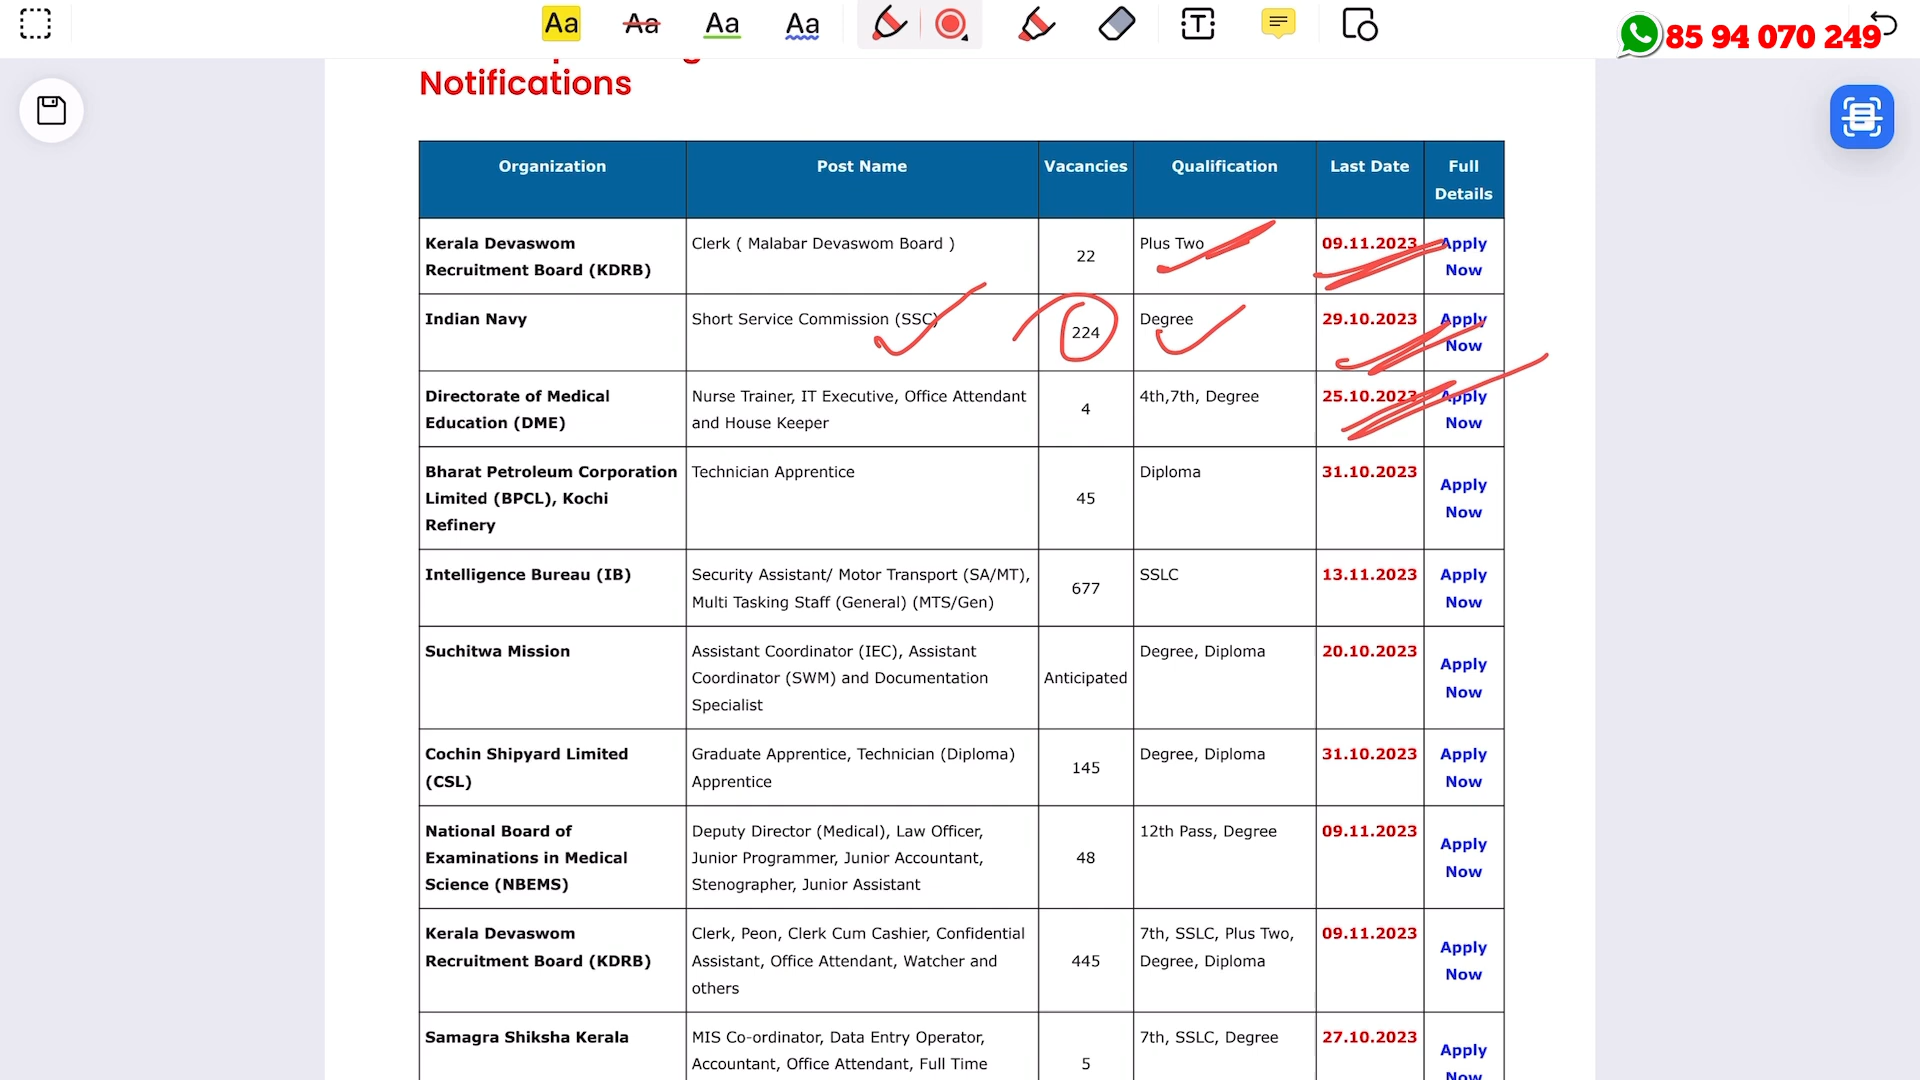 Aa Aa Aa Aa
85 94 070 249
Notifications
Organization Post Name Vacancies Qualification Last Date Full Details
Kerala Devaswom Recruitment Board (KDRB) Clerk ( Malabar Devaswom Board ) 22 Plus Two 09.11.2023 Apply Now
Indian Navy Short Service Commission (SSC) 224 Degree 29.10.2023 Apply Now
Directorate of Medical Education (DME) Nurse Trainer, IT Executive, Office Attendant and House Keeper 4 4th,7th, Degree 25.10.2023 Apply Now
Bharat Petroleum Corporation Limited (BPCL), Kochi Refinery Technician Apprentice 45 Diploma 31.10.2023 Apply Now
Intelligence Bureau (IB) Security Assistant/ Motor Transport (SA/MT), Multi Tasking Staff (General) (MTS/Gen) 677 SSLC 13.11.2023 Apply Now
Suchitwa Mission Assistant Coordinator (IEC), Assistant Coordinator (SWM) and Documentation Specialist Anticipated Degree, Diploma 20.10.2023 Apply Now
Cochin Shipyard Limited (CSL) Graduate Apprentice, Technician (Diploma) Apprentice 145 Degree, Diploma 31.10.2023 Apply Now
National Board of Examinations in Medical Science (NBEMS) Deputy Director (Medical), Law Officer, Junior Programmer, Junior Accountant, Stenographer, Junior Assistant 48 12th Pass, Degree 09.11.2023 Apply Now
Kerala Devaswom Recruitment Board (KDRB) Clerk, Peon, Clerk Cum Cashier, Confidential Assistant, Office Attendant, Watcher and others 445 7th, SSLC, Plus Two, Degree, Diploma 09.11.2023 Apply Now
Samagra Shiksha Kerala MIS Co-ordinator, Data Entry Operator, Accountant, Office Attendant, Full Time 5 7th, SSLC, Degree 27.10.2023 Apply Now